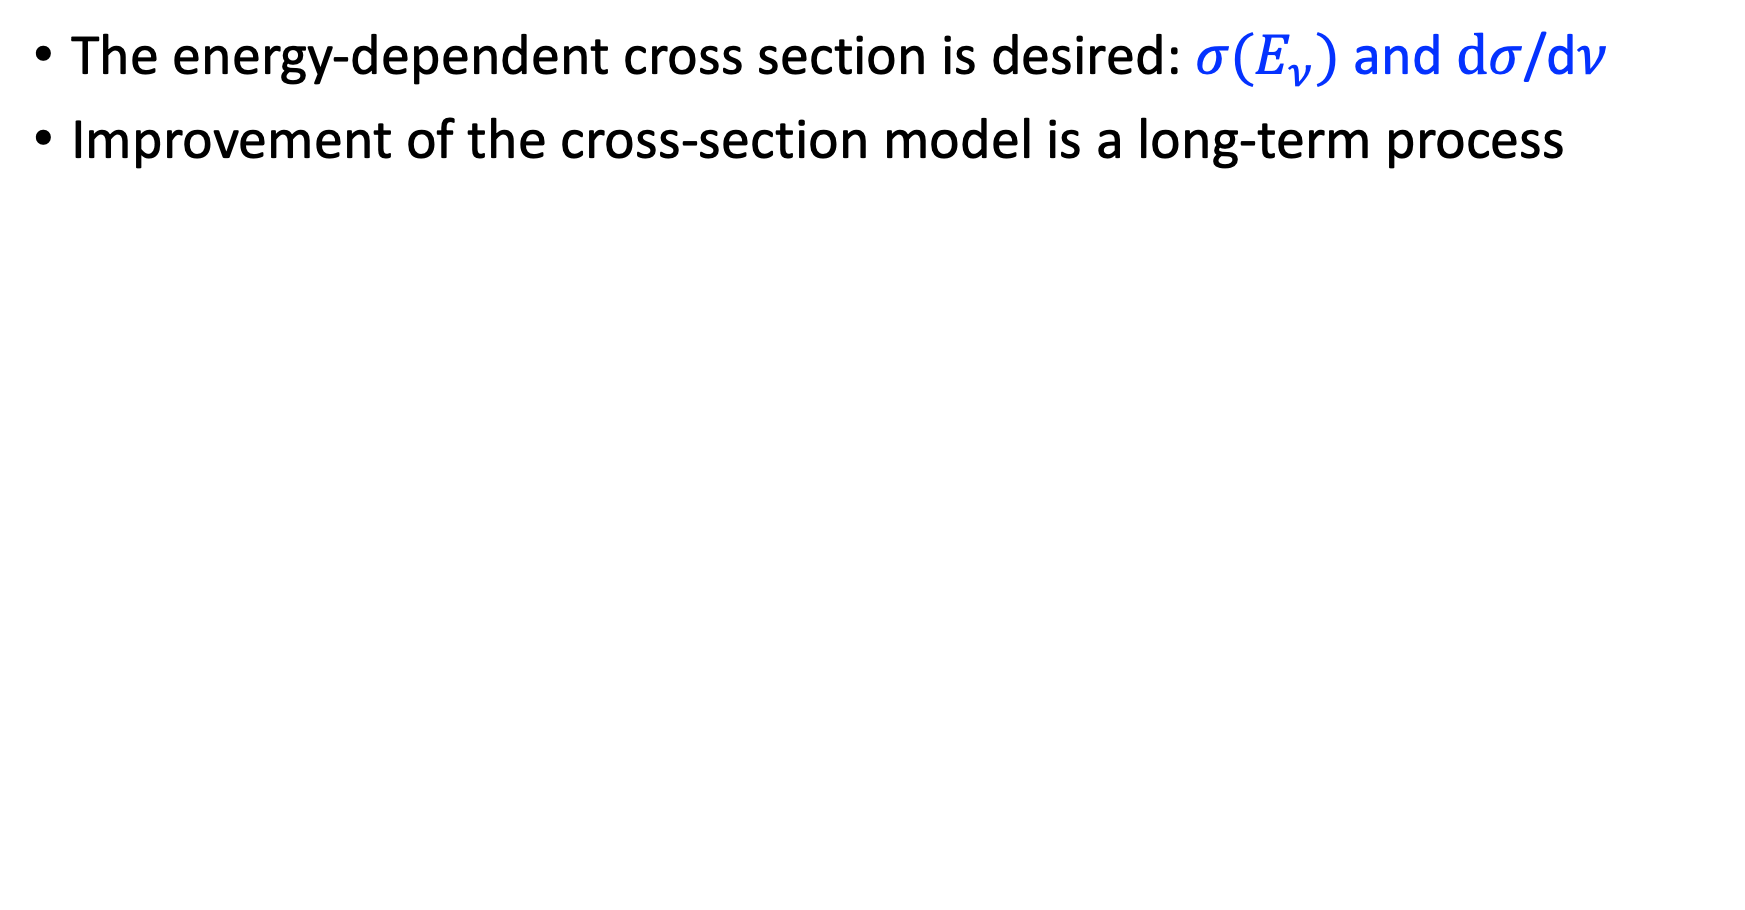 • The energy-dependent cross section is desired: σ(E_ν) and dσ/dν
• Improvement of the cross-section model is a long-term process